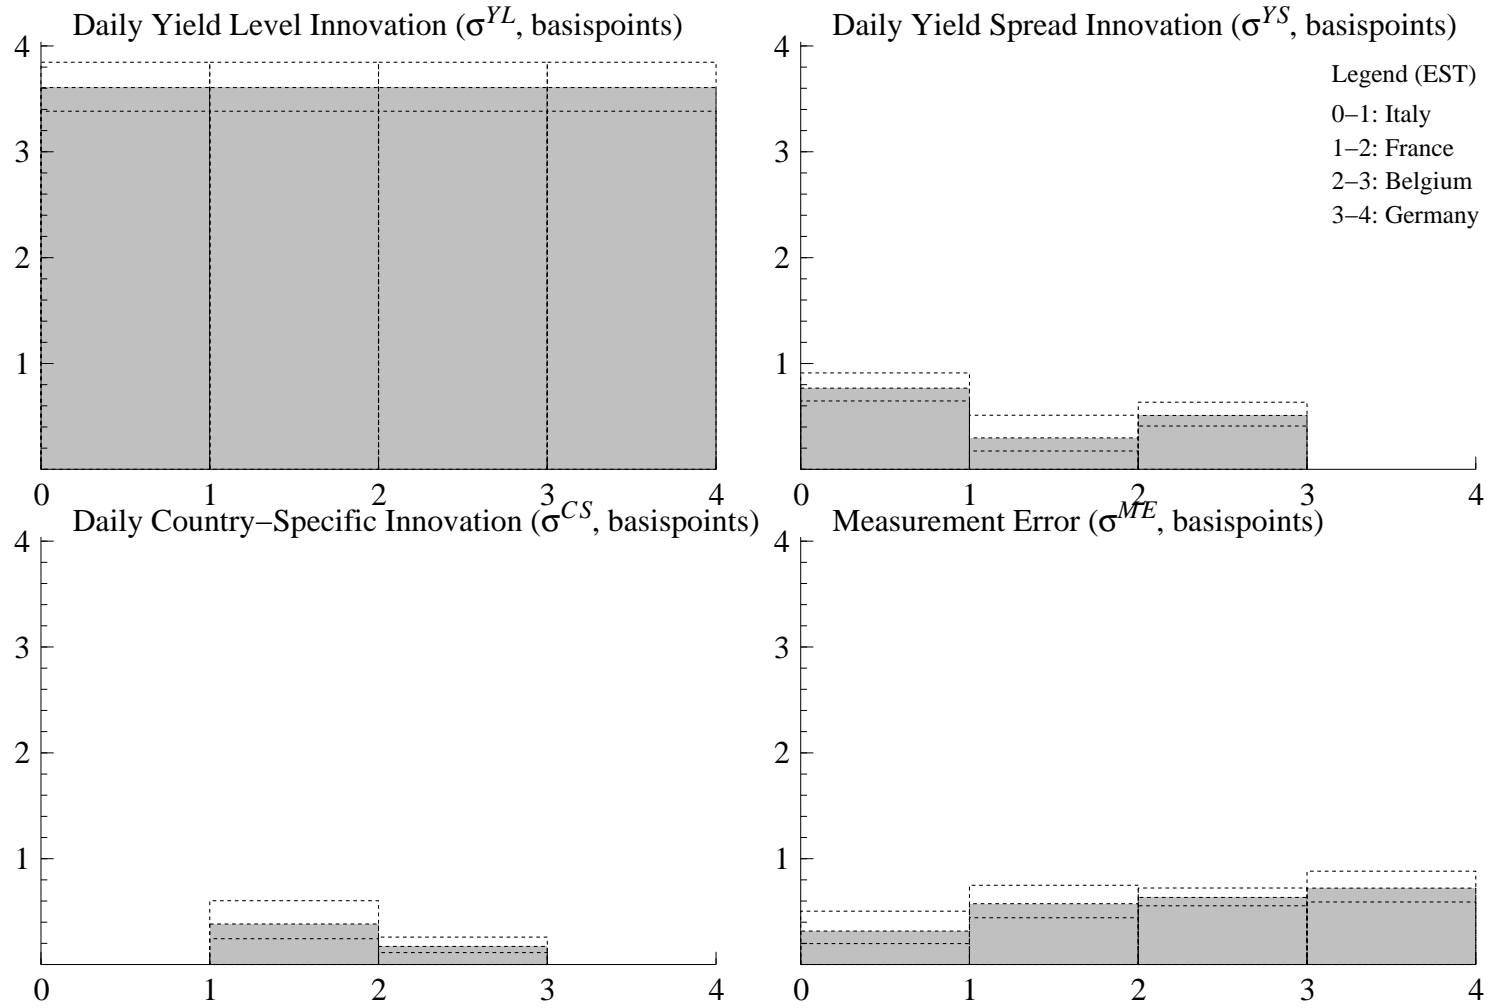 Daily Yield Level Innovation (σ^YL, basispoints)
4
3
2
1
0 1 2 3 4
Daily Yield Spread Innovation (σ^YS, basispoints)
4
3
2
1
0 1 2 3 4
Legend (EST)
0–1: Italy
1–2: France
2–3: Belgium
3–4: Germany
Daily Country–Specific Innovation (σ^CS, basispoints)
4
3
2
1
0 1 2 3 4
Measurement Error (σ^ME, basispoints)
4
3
2
1
0 1 2 3 4